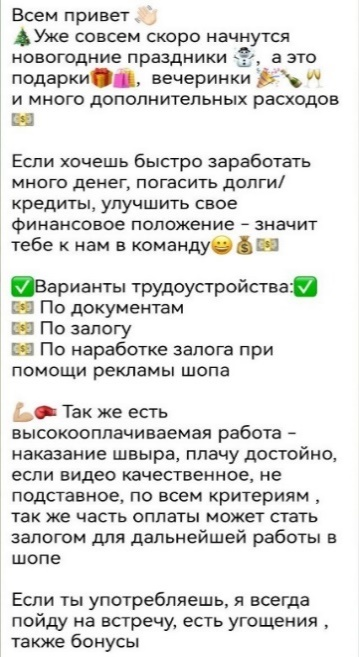 Всем привет 👋🏻
🎄Уже совсем скоро начнутся
новогодние праздники ☃️, а это
подарки🎁🛍️, вечеринки 🎉🍾🥂
и много дополнительных расходов
💵

Если хочешь быстро заработать
много денег, погасить долги/
кредиты, улучшить свое
финансовое положение – значит
тебе к нам в команду😀💰💵

✅Варианты трудоустройства:✅
💵 По документам
💵 По залогу
💵 По наработке залога при
помощи рекламы шопа

💪🏼🥊 Так же есть
высокооплачиваемая работа –
наказание швыра, плачу достойно,
если видео качественное, не
подставное, по всем критериям ,
так же часть оплаты может стать
залогом для дальнейшей работы в
шопе

Если ты употребляешь, я всегда
пойду на встречу, есть угощения ,
также бонусы